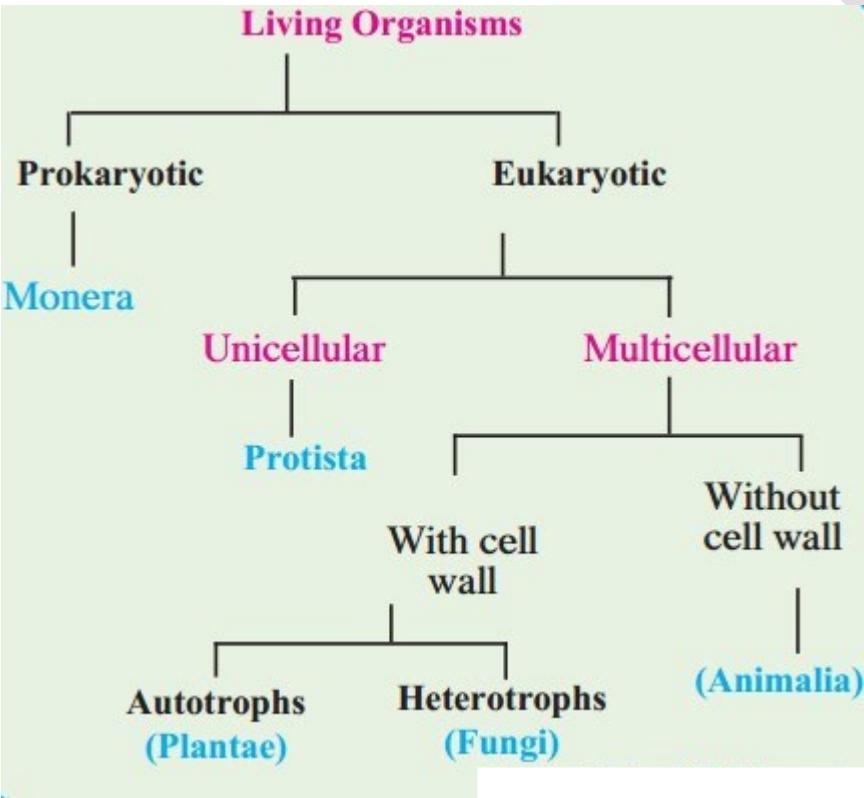 Living Organisms
Prokaryotic
Eukaryotic
Monera
Unicellular
Multicellular
Protista
Without
cell wall
With cell
wall
Autotrophs
(Plantae)
Heterotrophs
(Fungi)
(Animalia)